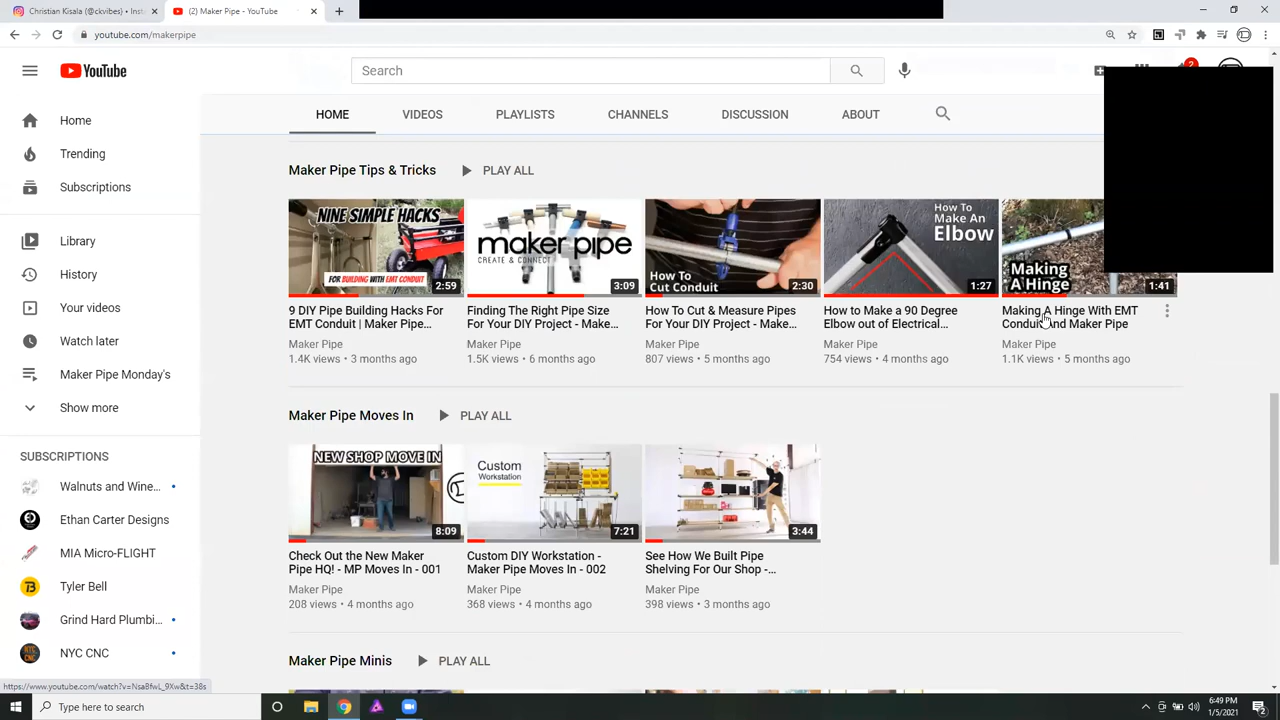 Christian Kisala (@ckvibes) • Inst
(2) Maker Pipe - YouTube
youtube.com/makerpipe
YouTube
Search
2
HOME VIDEOS PLAYLISTS CHANNELS DISCUSSION ABOUT
Home
Trending
Subscriptions
Library
History
Your videos
Watch later
Maker Pipe Monday's
Show more
SUBSCRIPTIONS
Walnuts and Wine...
Ethan Carter Designs
MIA Micro-FLIGHT
Tyler Bell
Grind Hard Plumbi...
NYC CNC
Maker Pipe Tips & Tricks PLAY ALL
NINE SIMPLE HACKS
FOR BUILDING WITH EMT CONDUIT
2:59
9 DIY Pipe Building Hacks For
EMT Conduit | Maker Pipe...
Maker Pipe
1.4K views • 3 months ago
maker pipe
CREATE & CONNECT
3:09
Finding The Right Pipe Size
For Your DIY Project - Make...
Maker Pipe
1.5K views • 6 months ago
How To
Cut Conduit
2:30
How To Cut & Measure Pipes
For Your DIY Project - Make...
Maker Pipe
807 views • 5 months ago
How To
Make An
Elbow
1:27
How to Make a 90 Degree
Elbow out of Electrical...
Maker Pipe
754 views • 4 months ago
Making
A Hinge
1:41
Making A Hinge With EMT
Conduit And Maker Pipe
Maker Pipe
1.1K views • 5 months ago
Maker Pipe Moves In PLAY ALL
NEW SHOP MOVE IN
8:09
Check Out the New Maker
Pipe HQ! - MP Moves In - 001
Maker Pipe
208 views • 4 months ago
Custom
Workstation
7:21
Custom DIY Workstation -
Maker Pipe Moves In - 002
Maker Pipe
368 views • 4 months ago
3:44
See How We Built Pipe
Shelving For Our Shop -...
Maker Pipe
398 views • 3 months ago
Maker Pipe Minis PLAY ALL
Type here to search
6:49 PM
1/5/2021
2